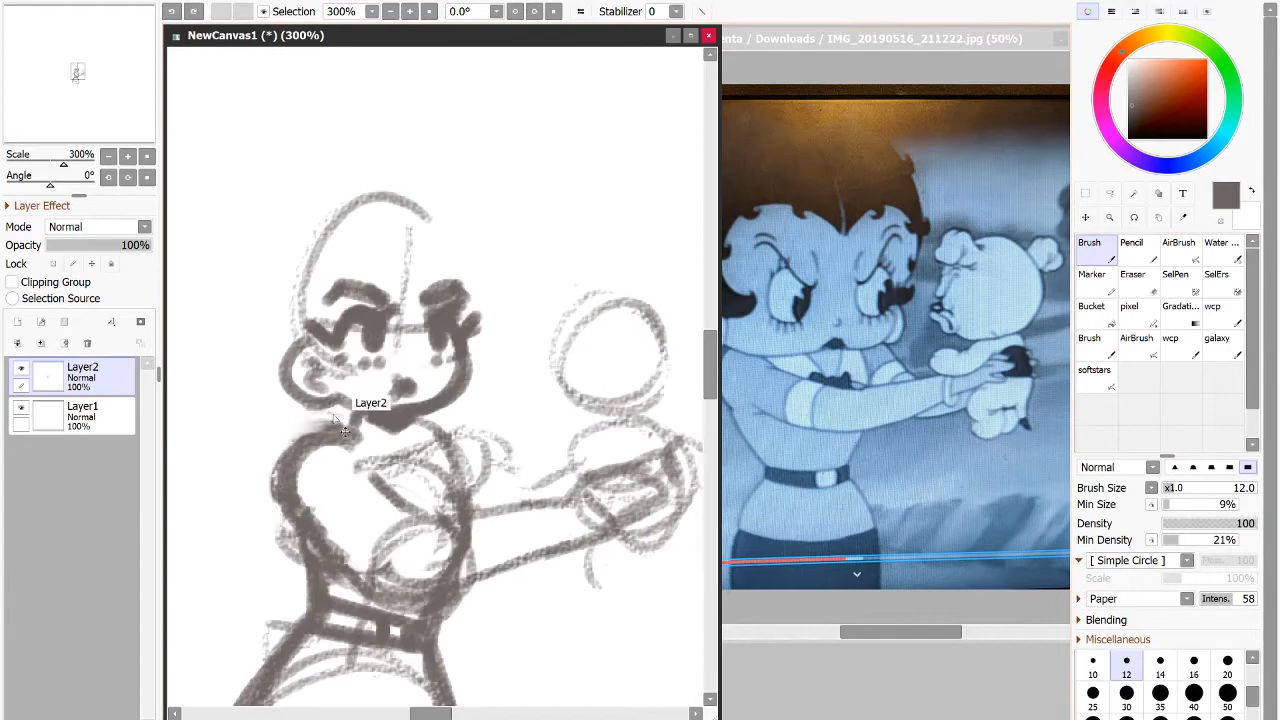 Selection
300%
0.0°
Stabilizer 0
NewCanvas1 (*) (300%)
enta / Downloads / IMG_20190516_211222.jpg (50%)
Scale 300%
Angle 0°
Layer Effect
Mode Normal
Opacity 100%
Lock
Clipping Group
Selection Source
Layer2
Normal
100%
Layer1
Normal
100%
Layer2
T
Brush Pencil AirBrush Water ...
Marker Eraser SelPen SelErs
Bucket pixel Gradati... wcp
Brush AirBrush wcp galaxy
softstars
Normal
Brush Size x1.0 12.0
Min Size 9%
Density 100
Min Density 21%
[ Simple Circle ]
Scale 100%
Paper Intens. 58
Blending
Miscellaneous
10 12 14 16 20
25 30 35 40 50